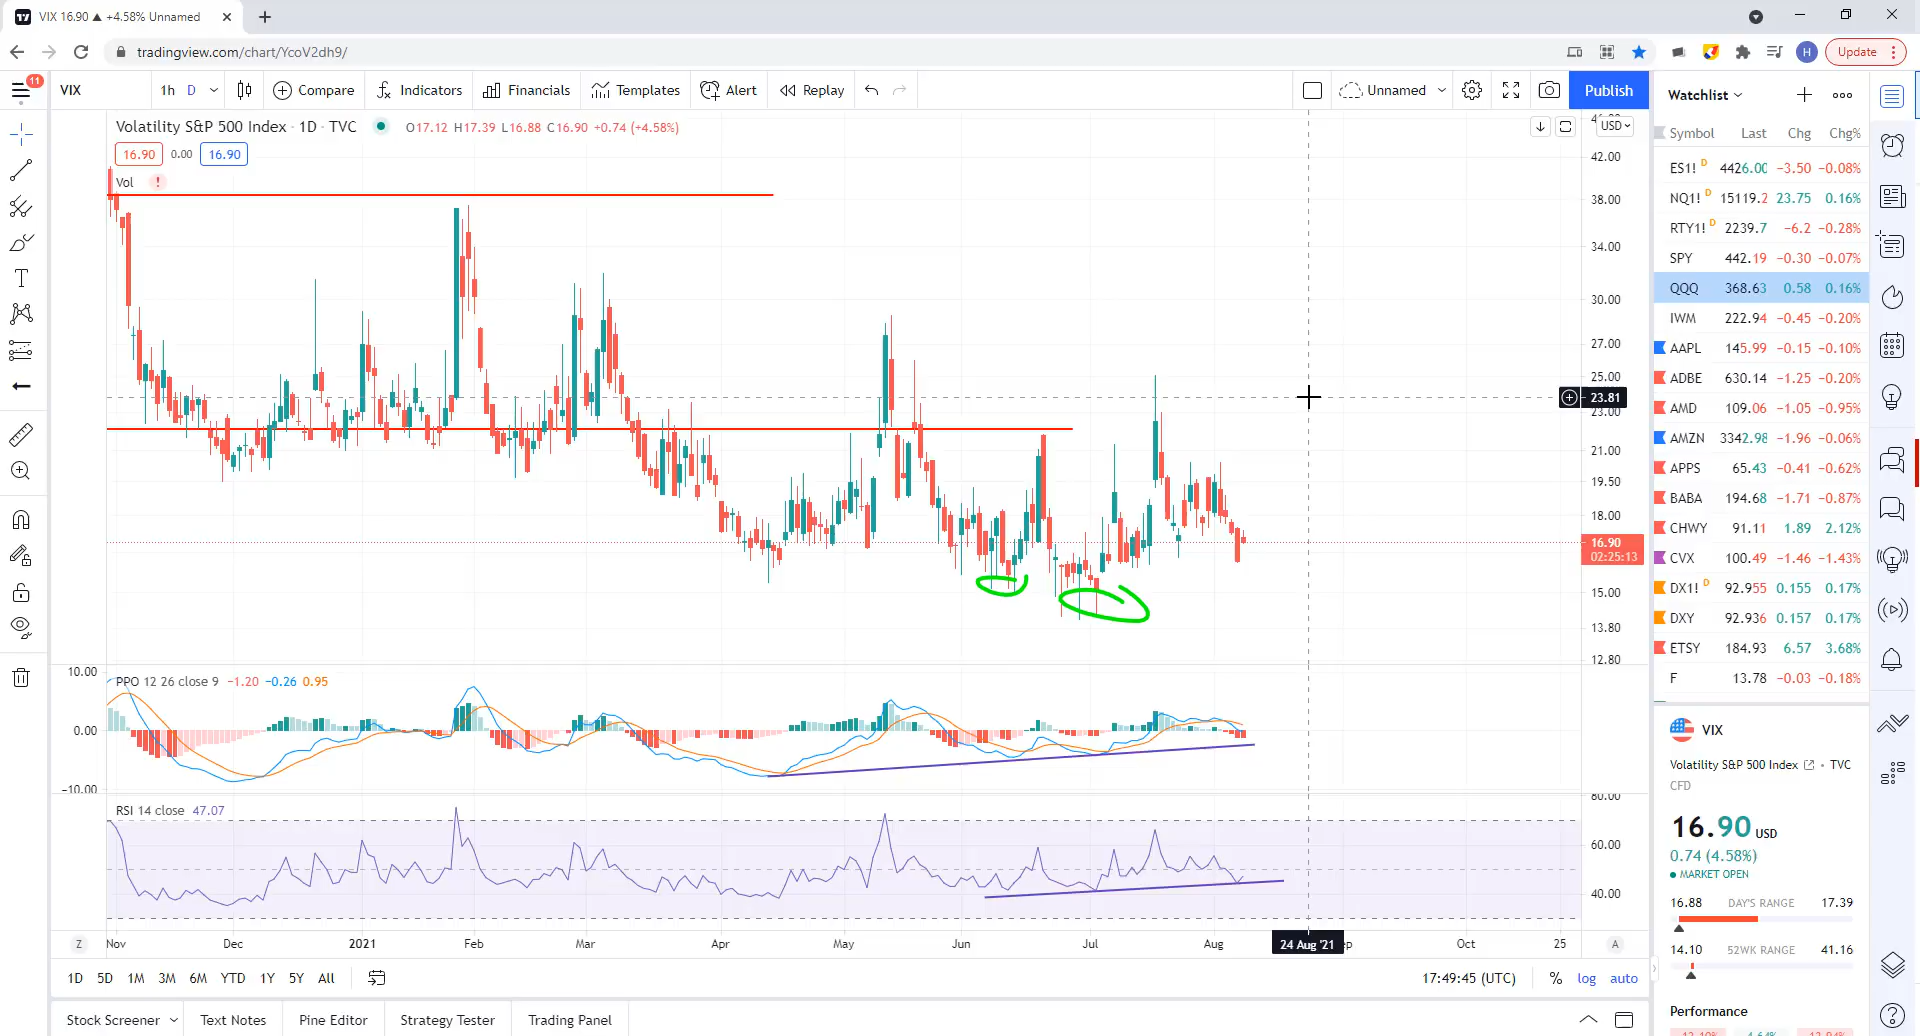 VIX 16.90 ▲ +4.58% Unnamed
tradingview.com/chart/YcoV2dh9/
H
Update
11
VIX
1h D
Compare
Indicators
Financials
Templates
Alert
Replay
Unnamed
Publish
Volatility S&P 500 Index · 1D · TVC
O17.12 H17.39 L16.88 C16.90 +0.74 (+4.58%)
16.90 0.00 16.90
Vol !
USD
42.00
38.00
34.00
30.00
27.00
25.00
23.81
23.00
21.00
19.50
18.00
16.90
02:25:13
15.00
13.80
12.80
PPO 12 26 close 9 −1.20 −0.26 0.95
10.00
0.00
−10.00
RSI 14 close 47.07
80.00
60.00
40.00
Z Nov Dec 2021 Feb Mar Apr May Jun Jul Aug 24 Aug '21 Oct 25 A
1D 5D 1M 3M 6M YTD 1Y 5Y All
17:49:45 (UTC) % log auto
Stock Screener Text Notes Pine Editor Strategy Tester Trading Panel
Watchlist
Symbol Last Chg Chg%
ES1! D 4426.00 −3.50 −0.08%
NQ1! D 15119.2 23.75 0.16%
RTY1! D 2239.7 −6.2 −0.28%
SPY 442.19 −0.30 −0.07%
QQQ 368.63 0.58 0.16%
IWM 222.94 −0.45 −0.20%
AAPL 145.99 −0.15 −0.10%
ADBE 630.14 −1.25 −0.20%
AMD 109.06 −1.05 −0.95%
AMZN 3342.98 −1.96 −0.06%
APPS 65.43 −0.41 −0.62%
BABA 194.68 −1.71 −0.87%
CHWY 91.11 1.89 2.12%
CVX 100.49 −1.46 −1.43%
DX1! D 92.955 0.155 0.17%
DXY 92.936 0.157 0.17%
ETSY 184.93 6.57 3.68%
F 13.78 −0.03 −0.18%
VIX
Volatility S&P 500 Index • TVC
CFD
16.90 USD
0.74 (4.58%)
MARKET OPEN
16.88 DAY'S RANGE 17.39
14.10 52WK RANGE 41.16
Performance